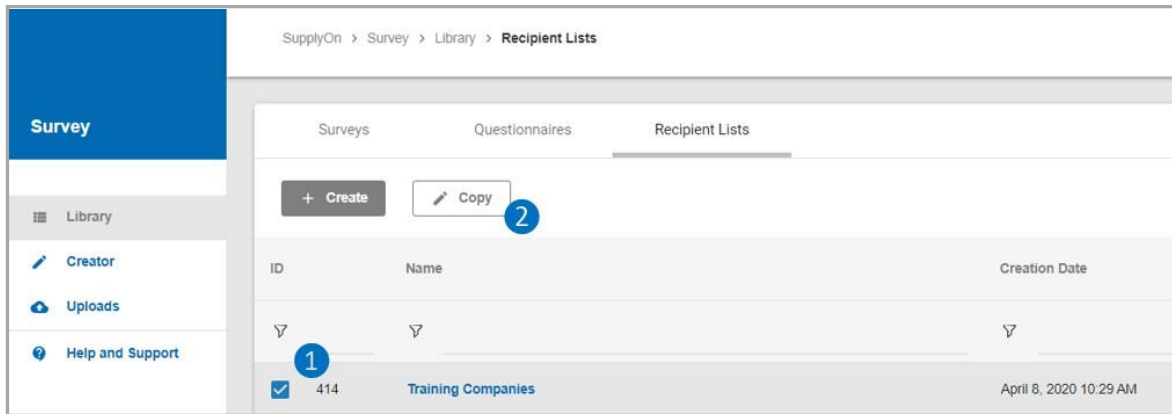 SupplyOn > Survey > Library > Recipient Lists
Survey
Surveys Questionnaires Recipient Lists
+ Create Copy
2
Library
Creator
Uploads
Help and Support
ID Name Creation Date
1
414 Training Companies April 8, 2020 10:29 AM